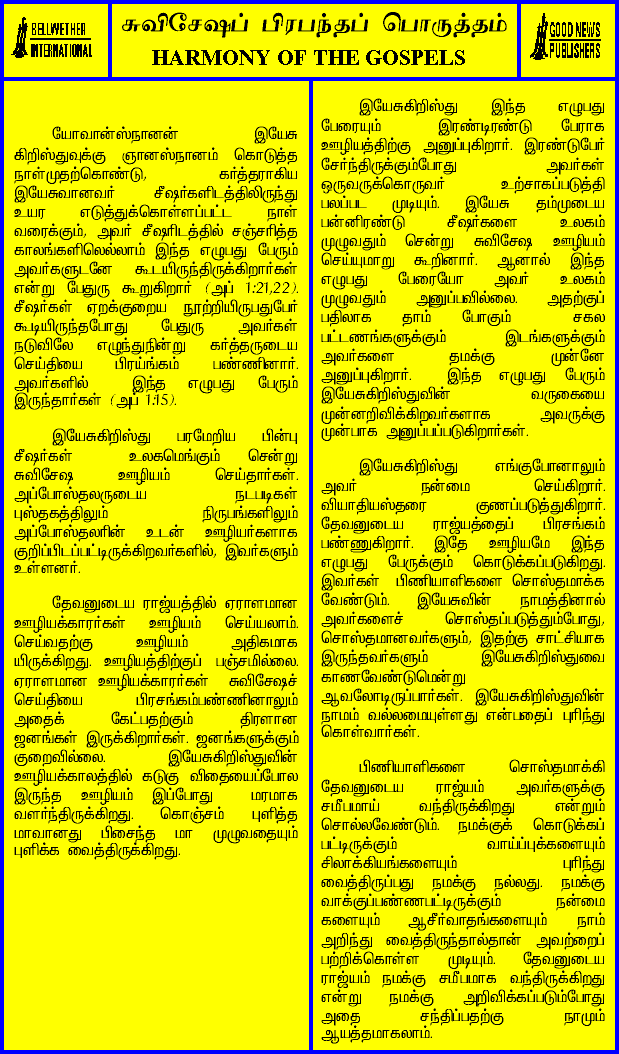 BELLWETHER
INTERNATIONAL
சுவிசேஷப் பிரபந்தப் பொருத்தம்
HARMONY OF THE GOSPELS
GOOD NEWS
PUBLISHERS
யோவான்ஸ்நானன் இயேசு
கிறிஸ்துவுக்கு ஞானஸ்நானம் கொடுத்த
நாள்முதற்கொண்டு, கர்த்தராகிய
இயேசுவானவர் சீஷர்களிடத்திலிருந்து
உயர எடுத்துக்கொள்ளப்பட்ட நாள்
வரைக்கும், அவர் சீஷரிடத்தில் சஞ்சரித்த
காலங்களிலெல்லாம் இந்த எழுபது பேரும்
அவர்களுடனே கூடயிருந்திருக்கிறார்கள்
என்று பேதுரு கூறுகிறார் (அப் 1:21,22).
சீஷர்கள் ஏறக்குறைய நூற்றியிருபதுபேர்
கூடியிருந்தபோது பேதுரு அவர்கள்
நடுவிலே எழுந்துநின்று கர்த்தருடைய
செய்தியை பிரய்ங்கம் பண்ணினார்.
அவர்களில் இந்த எழுபது பேரும்
இருந்தார்கள் (அப் 1:15).
இயேசுகிறிஸ்து பரமேறிய பின்பு
சீஷர்கள் உலகமெங்கும் சென்று
சுவிசேஷ ஊழியம் செய்தார்கள்.
அப்போஸ்தலருடைய நடபடிகள்
புஸ்தகத்திலும் நிருபங்களிலும்
அப்போஸ்தலரின் உடன் ஊழியர்களாக
குறிப்பிடப்பட்டிருக்கிறவர்களில், இவர்களும்
உள்ளனர்.
தேவனுடைய ராஜ்யத்தில் ஏராளமான
ஊழியக்காரர்கள் ஊழியம் செய்யலாம்.
செய்வதற்கு ஊழியம் அதிகமாக
யிருக்கிறது. ஊழியத்திற்குப் பஞ்சமில்லை.
ஏராளமான ஊழியக்காரர்கள் சுவிசேஷச்
செய்தியை பிரசங்கம்பண்ணினாலும்
அதைக் கேட்பதற்கும் திரளான
ஜனங்கள் இருக்கிறார்கள். ஜனங்களுக்கும்
குறைவில்லை. இயேசுகிறிஸ்துவின்
ஊழியக்காலத்தில் கடுகு விதையைப்போல
இருந்த ஊழியம் இப்போது மரமாக
வளர்ந்திருக்கிறது. கொஞ்சம் புளித்த
மாவானது பிசைந்த மா முழுவதையும்
புளிக்க வைத்திருக்கிறது.
இயேசுகிறிஸ்து இந்த எழுபது
பேரையும் இரண்டிரண்டு பேராக
ஊழியத்திற்கு அனுப்புகிறார். இரண்டுபேர்
சேர்ந்திருக்கும்போது அவர்கள்
ஒருவருக்கொருவர் உற்சாகப்படுத்தி
பலப்பட முடியும். இயேசு தம்முடைய
பன்னிரண்டு சீஷர்களை உலகம்
முழுவதும் சென்று சுவிசேஷ ஊழியம்
செய்யுமாறு கூறினார். ஆனால் இந்த
எழுபது பேரையோ அவர் உலகம்
முழுவதும் அனுப்பவில்லை. அதற்குப்
பதிலாக தாம் போகும் சகல
பட்டணங்களுக்கும் இடங்களுக்கும்
அவர்களை தமக்கு முன்னே
அனுப்புகிறார். இந்த எழுபது பேரும்
இயேசுகிறிஸ்துவின் வருகையை
முன்னறிவிக்கிறவர்களாக அவருக்கு
முன்பாக அனுப்பப்படுகிறார்கள்.
இயேசுகிறிஸ்து எங்குபோனாலும்
அவர் நன்மை செய்கிறார்.
வியாதியஸ்தரை குணப்படுத்துகிறார்.
தேவனுடைய ராஜ்யத்தைப் பிரசங்கம்
பண்ணுகிறார். இதே ஊழியமே இந்த
எழுபது பேருக்கும் கொடுக்கப்படுகிறது.
இவர்கள் பிணியாளிகளை சொஸ்தமாக்க
வேண்டும். இயேசுவின் நாமத்தினால்
அவர்களைச் சொஸ்தப்படுத்தும்போது,
சொஸ்தமானவர்களும், இதற்கு சாட்சியாக
இருந்தவர்களும் இயேசுகிறிஸ்துவை
காணவேண்டுமென்று
ஆவலோடிருப்பார்கள். இயேசுகிறிஸ்துவின்
நாமம் வல்லமையுள்ளது என்பதைப் புரிந்து
கொள்வார்கள்.
பிணியாளிகளை சொஸ்தமாக்கி
தேவனுடைய ராஜ்யம் அவர்களுக்கு
சமீபமாய் வந்திருக்கிறது என்றும்
சொல்லவேண்டும். நமக்குக் கொடுக்கப்
பட்டிருக்கும் வாய்ப்புக்களையும்
சிலாக்கியங்களையும் புரிந்து
வைத்திருப்பது நமக்கு நல்லது. நமக்கு
வாக்குப்பண்ணபட்டிருக்கும் நன்மை
களையும் ஆசீர்வாதங்களையும் நாம்
அறிந்து வைத்திருந்தால்தான் அவற்றைப்
பற்றிக்கொள்ள முடியும். தேவனுடைய
ராஜ்யம் நமக்கு சமீபமாக வந்திருக்கிறது
என்று நமக்கு அறிவிக்கப்படும்போது
அதை சந்திப்பதற்கு நாமும்
ஆயத்தமாகலாம்.